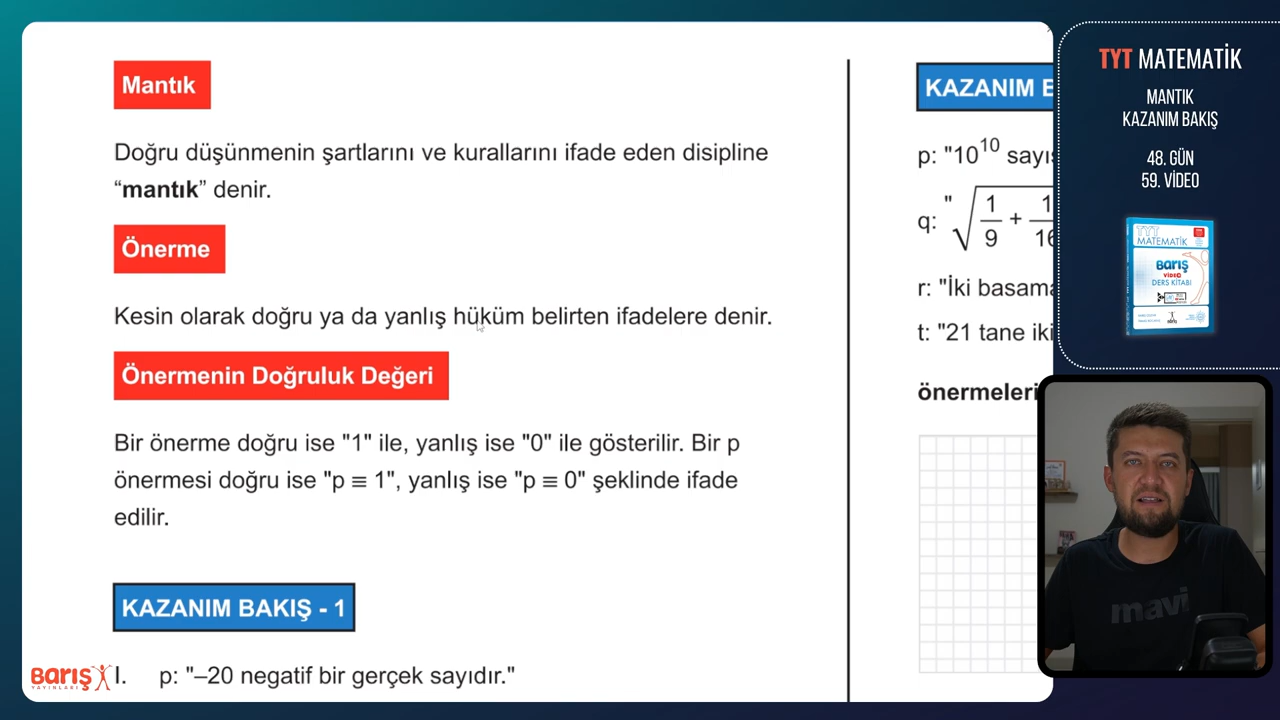 Mantık
Doğru düşünmenin şartlarını ve kurallarını ifade eden disipline
“mantık” denir.
Önerme
Kesin olarak doğru ya da yanlış hüküm belirten ifadelere denir.
Önermenin Doğruluk Değeri
Bir önerme doğru ise "1" ile, yanlış ise "0" ile gösterilir. Bir p
önermesi doğru ise "p ≡ 1", yanlış ise "p ≡ 0" şeklinde ifade
edilir.
KAZANIM BAKIŞ - 1
I. p: "–20 negatif bir gerçek sayıdır."
KAZANIM B
p: "10^10 sayıs
q: "√ 1/9 + 1/16
r: "İki basama
t: "21 tane iki
önermeleri
TYT MATEMATİK
MANTIK
KAZANIM BAKIŞ
48. GÜN
59. VİDEO
TYT
MATEMATİK
BARIŞ
VİDEO
DERS KİTABI
mavi
BARIŞ
YAYINLARI